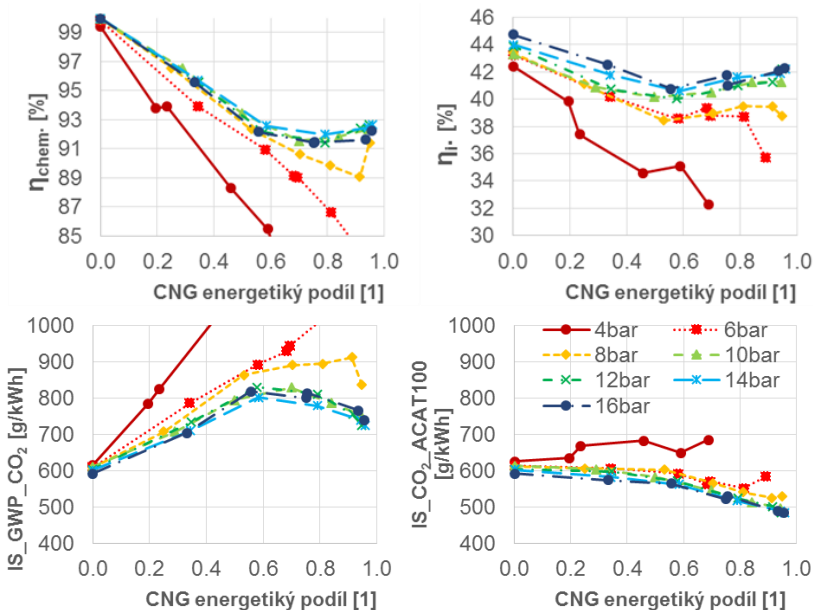 ηchem. [%]
99
97
95
93
91
89
87
85
0.0 0.2 0.4 0.6 0.8 1.0
CNG energetiký podíl [1]
ηi. [%]
46
44
42
40
38
36
34
32
30
0.0 0.2 0.4 0.6 0.8 1.0
CNG energetiký podíl [1]
IS_GWP_CO₂ [g/kWh]
1000
900
800
700
600
500
400
0.0 0.2 0.4 0.6 0.8 1.0
CNG energetiký podíl [1]
IS_CO₂_ACAT100
[g/kWh]
1000
900
800
700
600
500
400
4bar 6bar
8bar 10bar
12bar 14bar
16bar
0.0 0.2 0.4 0.6 0.8 1.0
CNG energetiký podíl [1]